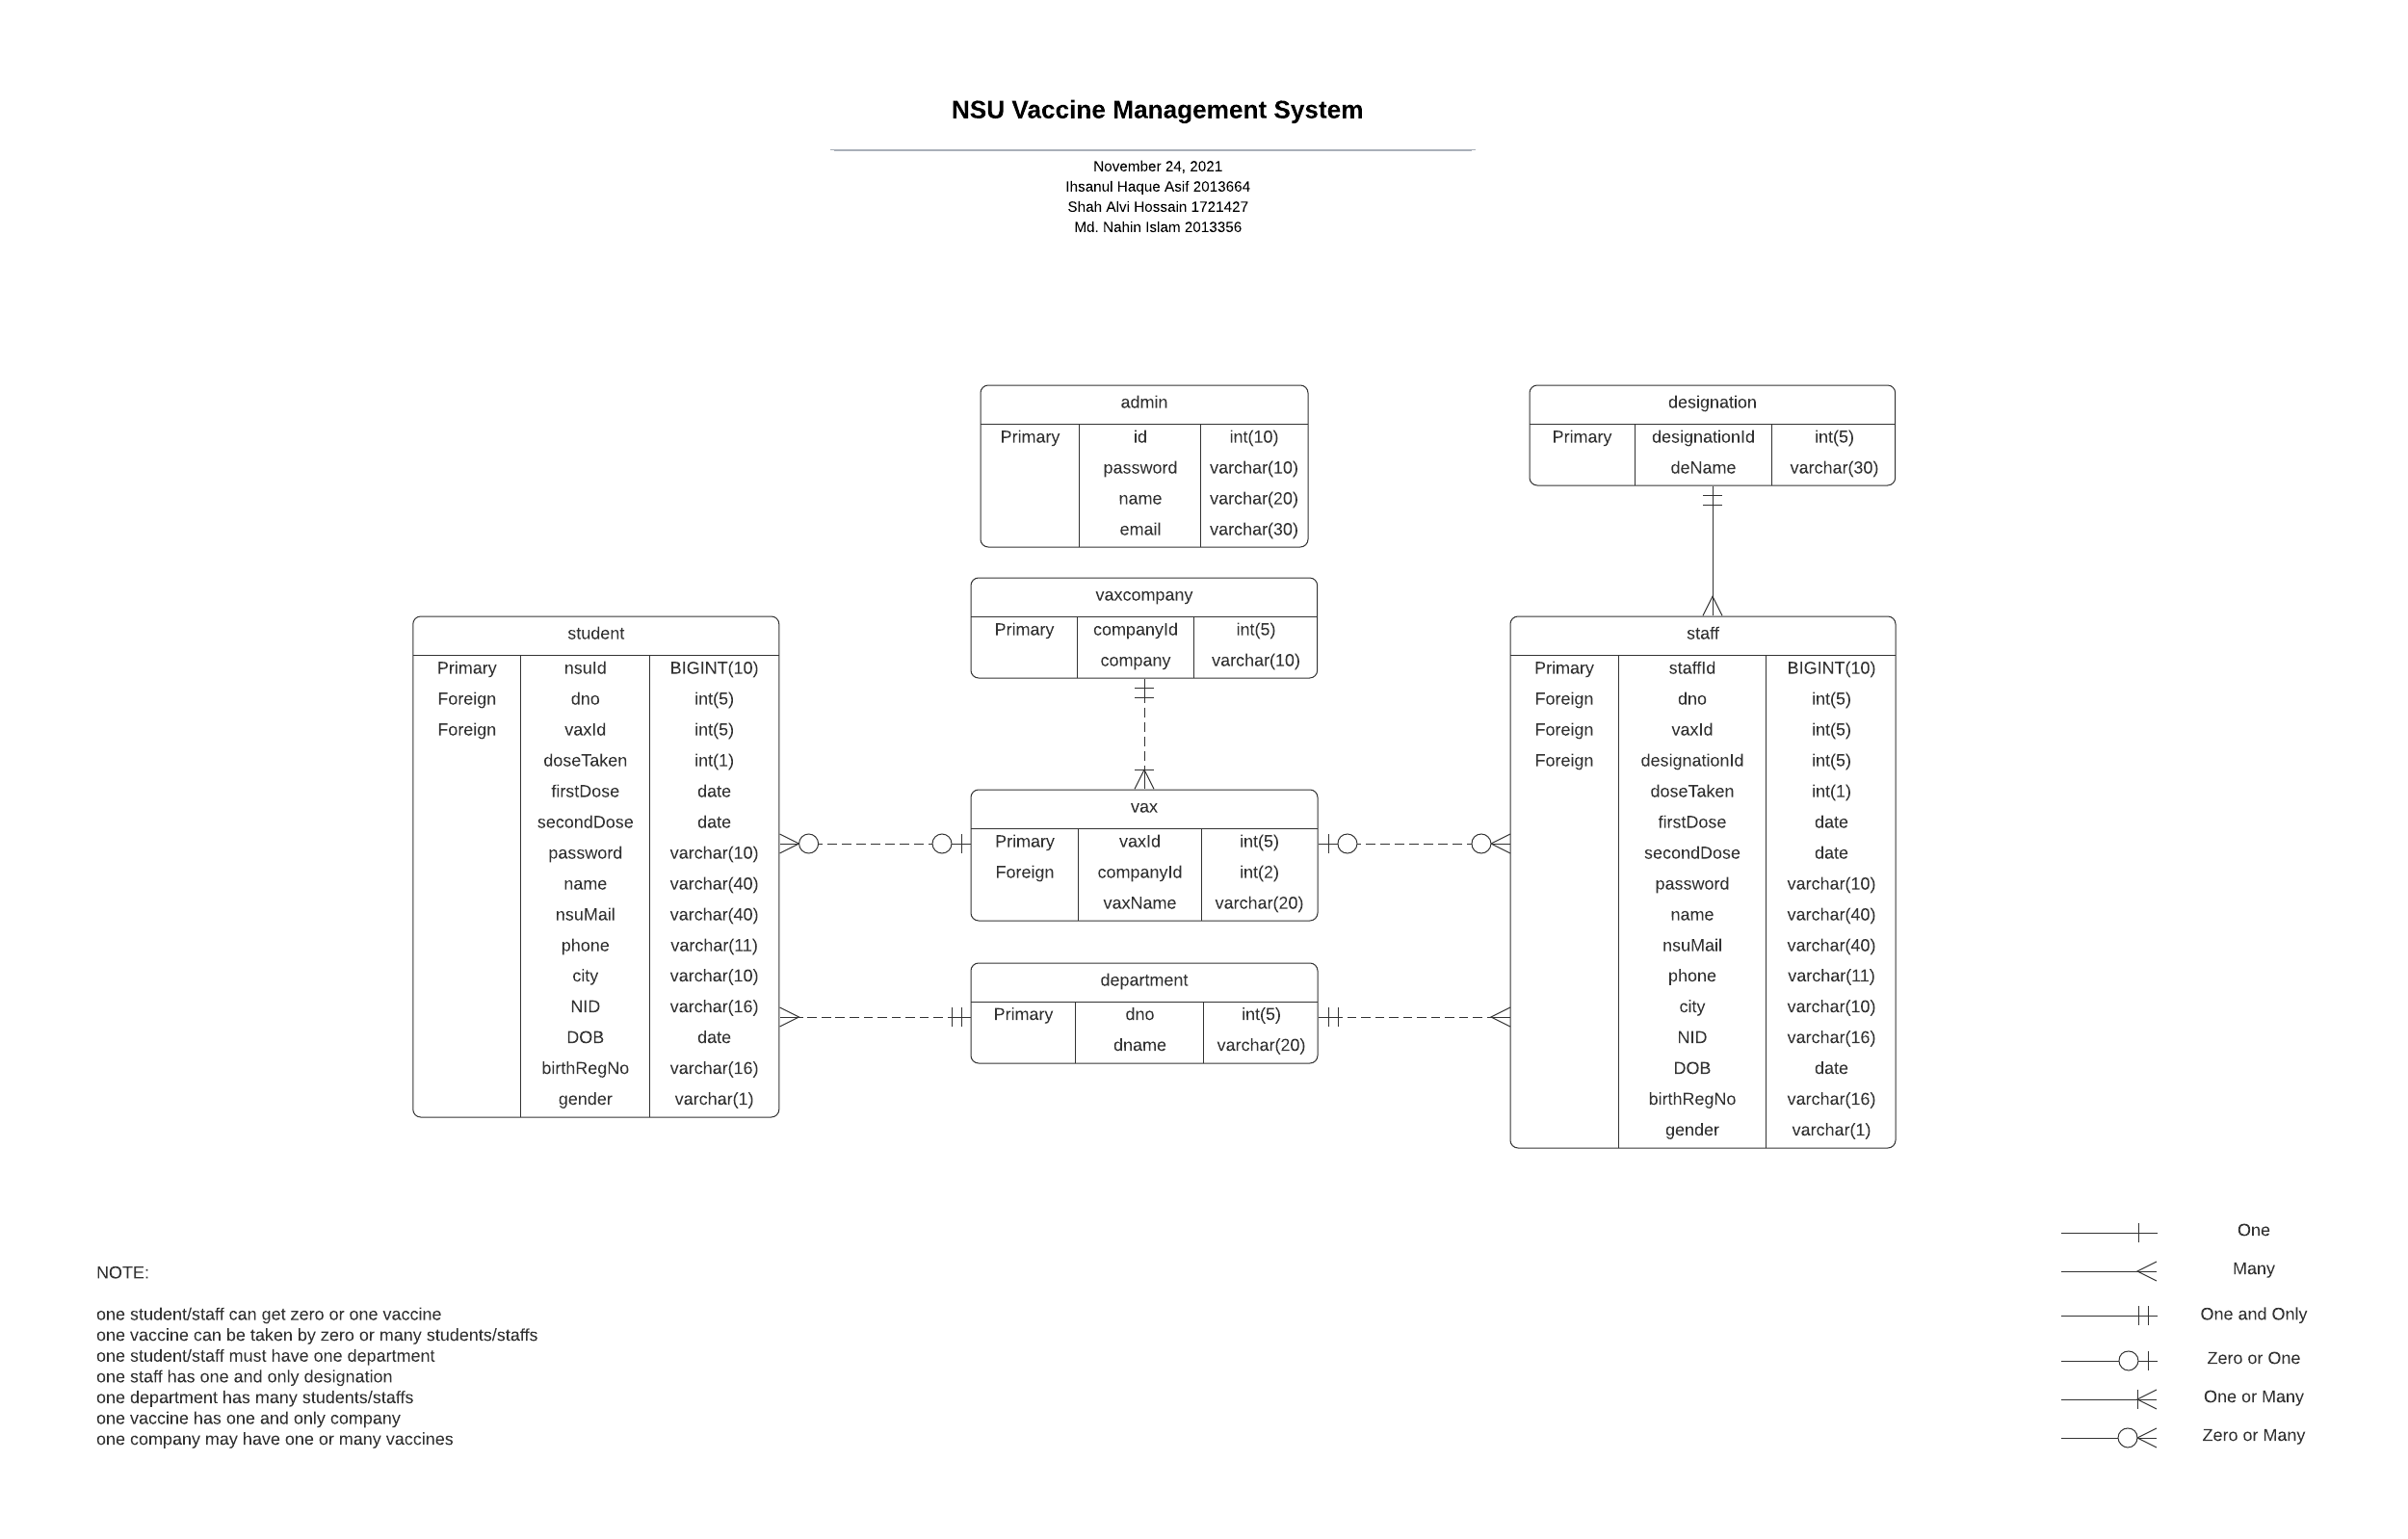 NSU Vaccine Management System
November 24, 2021
Ihsanul Haque Asif 2013664
Shah Alvi Hossain 1721427
Md. Nahin Islam 2013356
admin
Primary id int(10)
password varchar(10)
name varchar(20)
email varchar(30)
designation
Primary designationId int(5)
deName varchar(30)
vaxcompany
Primary companyId int(5)
company varchar(10)
student
Primary nsuId BIGINT(10)
Foreign dno int(5)
Foreign vaxId int(5)
doseTaken int(1)
firstDose date
secondDose date
password varchar(10)
name varchar(40)
nsuMail varchar(40)
phone varchar(11)
city varchar(10)
NID varchar(16)
DOB date
birthRegNo varchar(16)
gender varchar(1)
vax
Primary vaxId int(5)
Foreign companyId int(2)
vaxName varchar(20)
department
Primary dno int(5)
dname varchar(20)
staff
Primary staffId BIGINT(10)
Foreign dno int(5)
Foreign vaxId int(5)
Foreign designationId int(5)
doseTaken int(1)
firstDose date
secondDose date
password varchar(10)
name varchar(40)
nsuMail varchar(40)
phone varchar(11)
city varchar(10)
NID varchar(16)
DOB date
birthRegNo varchar(16)
gender varchar(1)
NOTE:
one student/staff can get zero or one vaccine
one vaccine can be taken by zero or many students/staffs
one student/staff must have one department
one staff has one and only designation
one department has many students/staffs
one vaccine has one and only company
one company may have one or many vaccines
One
Many
One and Only
Zero or One
One or Many
Zero or Many